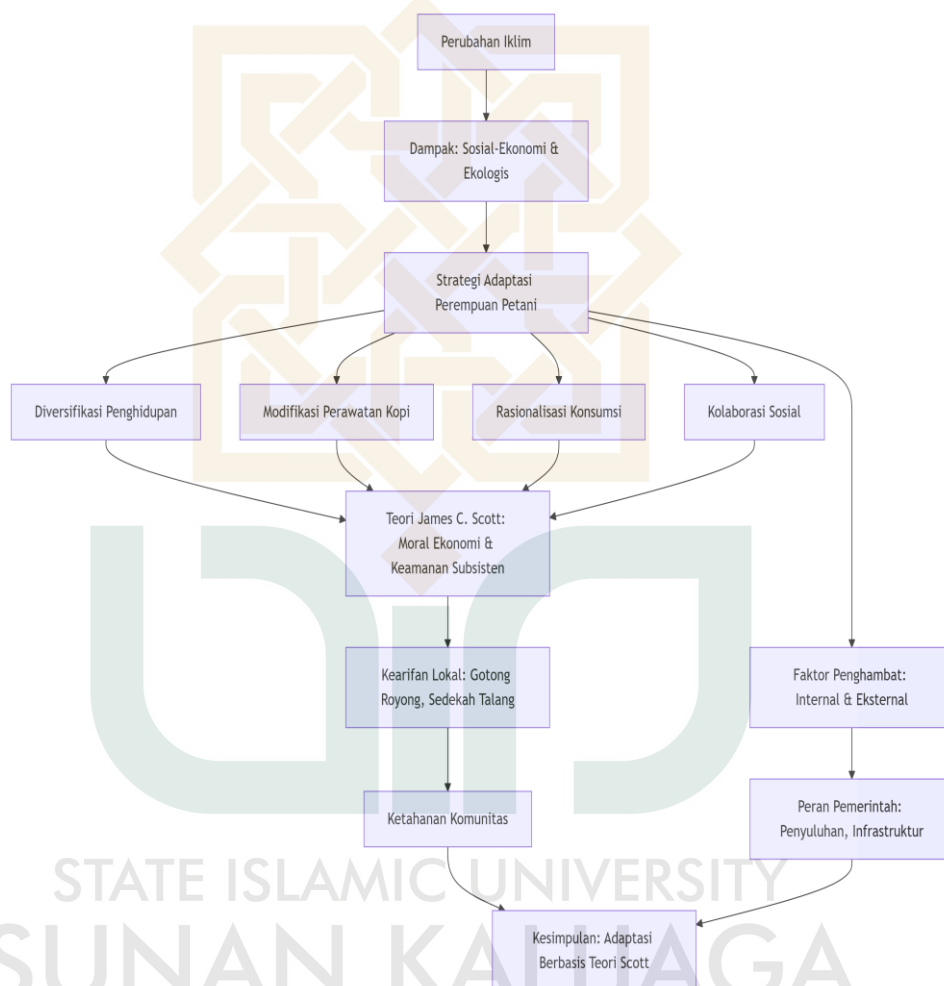 Perubahan Iklim
Dampak: Sosial-Ekonomi &
Ekologis
Strategi Adaptasi
Perempuan Petani
Diversifikasi Penghidupan
Modifikasi Perawatan Kopi
Rasionalisasi Konsumsi
Kolaborasi Sosial
Teori James C. Scott:
Moral Ekonomi &
Keamanan Subsisten
Kearifan Lokal: Gotong
Royong, Sedekah Talang
Faktor Penghambat:
Internal & Eksternal
Ketahanan Komunitas
Peran Pemerintah:
Penyuluhan, Infrastruktur
STATE ISLAMIC UNIVERSITY
SUNAN KALIJAGA
Kesimpulan: Adaptasi
Berbasis Teori Scott